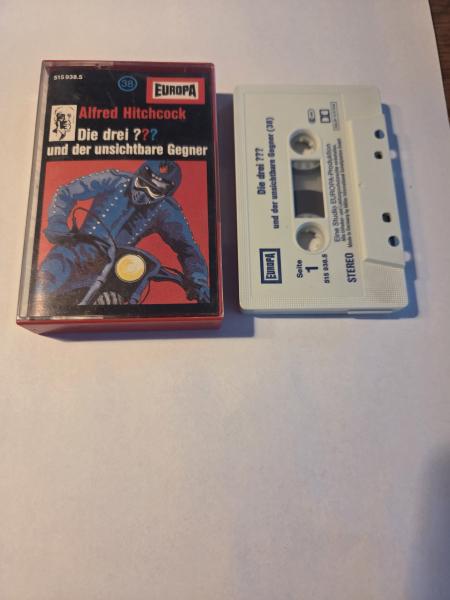 515 938.5
38
EUROPA
Alfred Hitchcock
Die drei ???
und der unsichtbare Gegner
Die drei ???
und der unsichtbare Gegner (38)
EUROPA
Seite
1
515 938.5
Eine Studio EUROPA-Produktion
STEREO